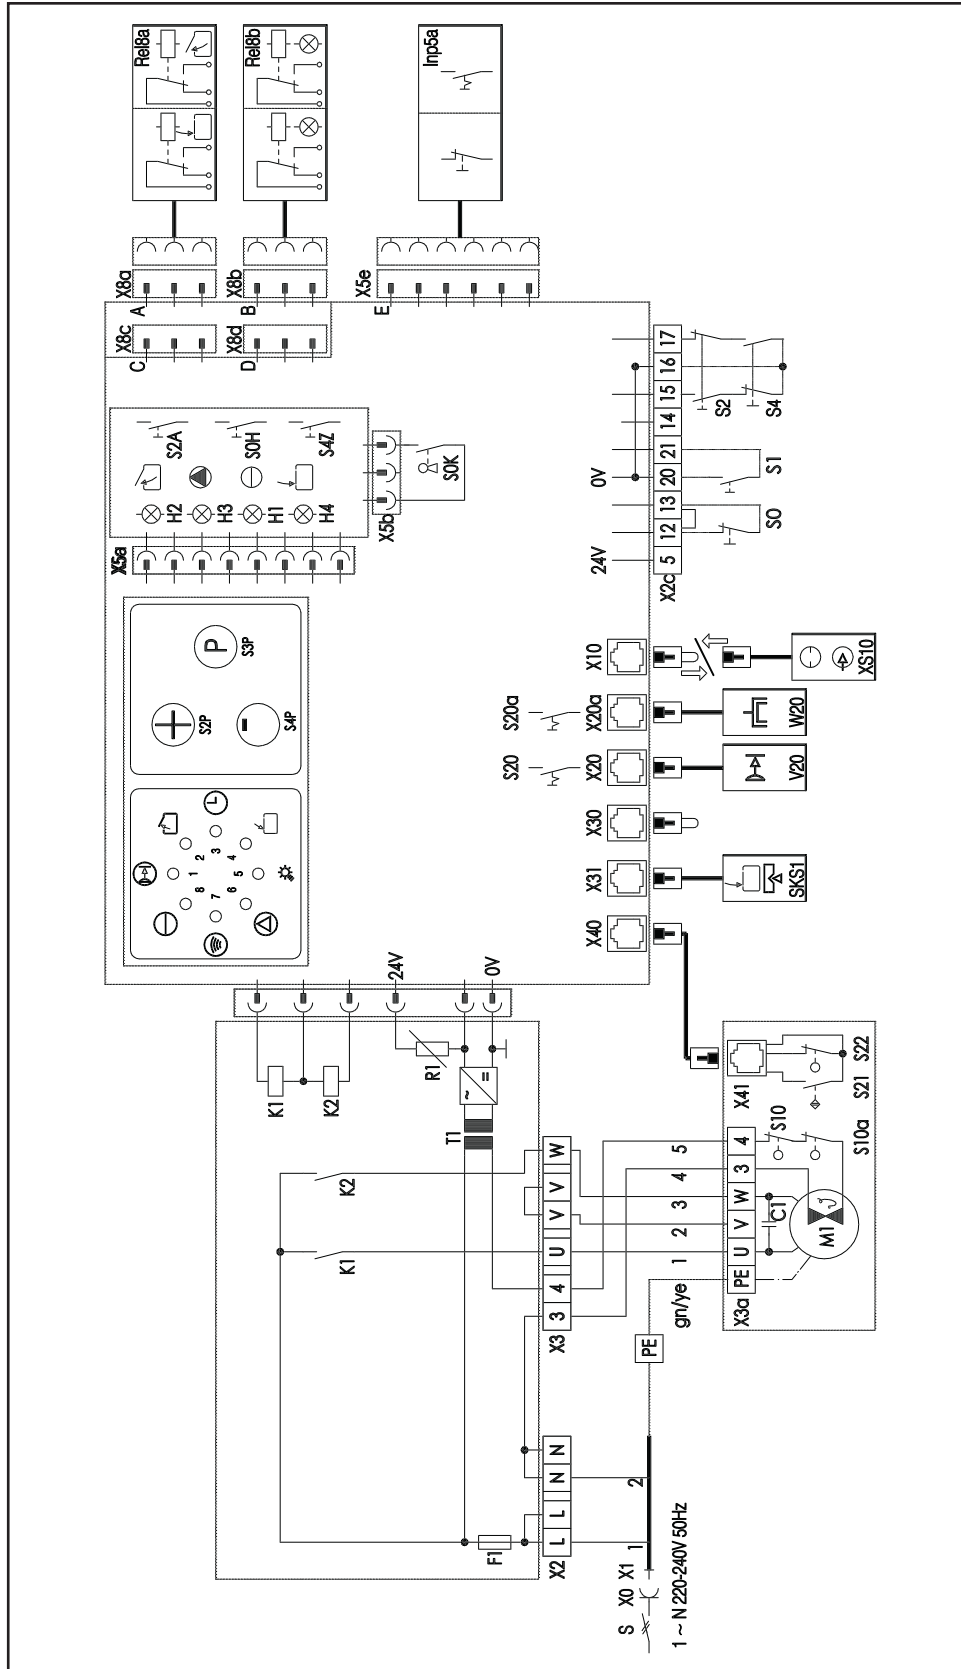 Rel8a
Rel8b
Inp5a
X8a
X8b
X5e
A
B
E
X8c
X8d
C
D
S2A
S0H
S4Z
H2
H3
H1
H4
S0K
X5b
X5a
P
S3P
S2P
S4P
L
1
2
3
4
5
6
7
8
0V
24V
17
16
15
14
21
20
13
12
5
X2c
S2
S4
S1
S0
X10
XS10
S20a
X20a
W20
S20
X20
V20
X30
X31
SKS1
X40
24V
0V
K1
K2
R1
~
=
T1
K2
K1
F1
W
V
V
U
4
3
X3
N
N
L
L
X2
5
4
3
2
1
gn/ye
PE
X41
S22
S21
S10
S10a
4
3
W
V
U
PE
X3a
C1
M1
2
1
S X0 X1
1 ~ N 220-240V 50Hz